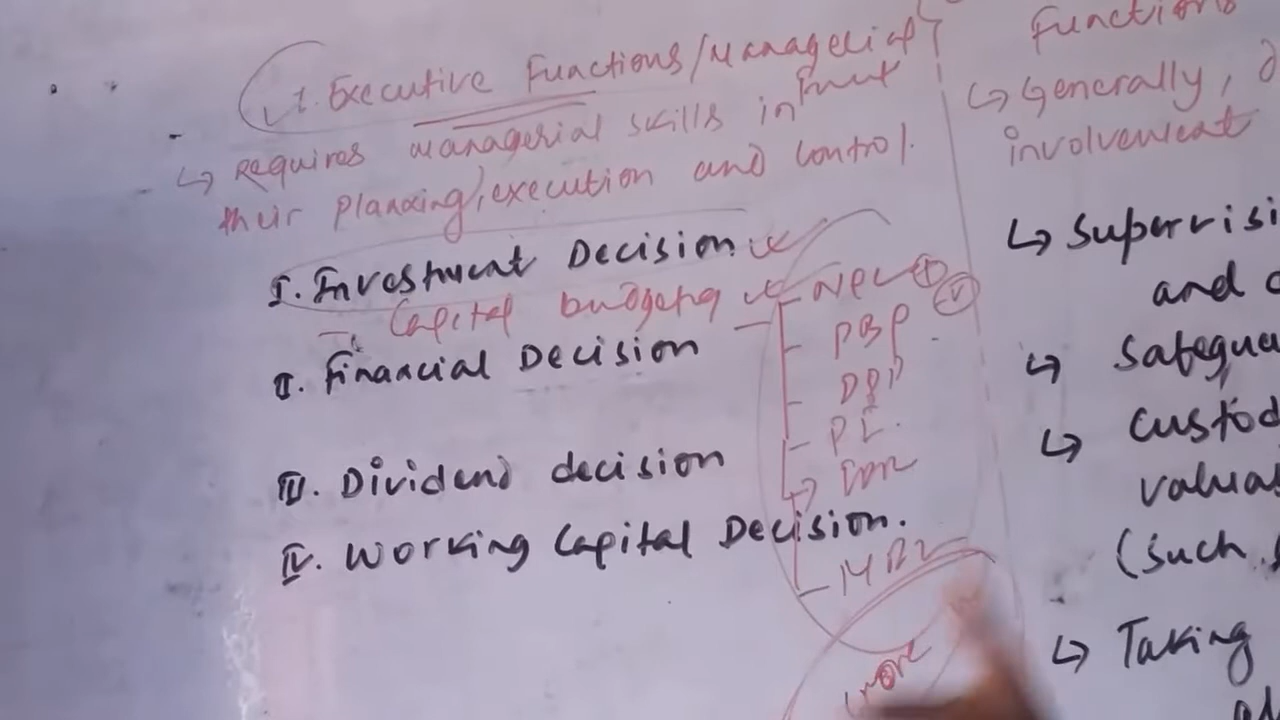 1. Executive Functions/Managerial
Finct
↳ Requires managerial skills in
their planning, execution and control.
I. Investment Decision
Capital budgeting
NPV +
PBP
II. Financial Decision
PI.
III. Dividend decision
IRR
IV. Working Capital Decision.
Functions
↳ Generally,
involvement
↳ Supervisi
and c
↳ Safegua
↳ Custod
valua
(Such
↳ Taking